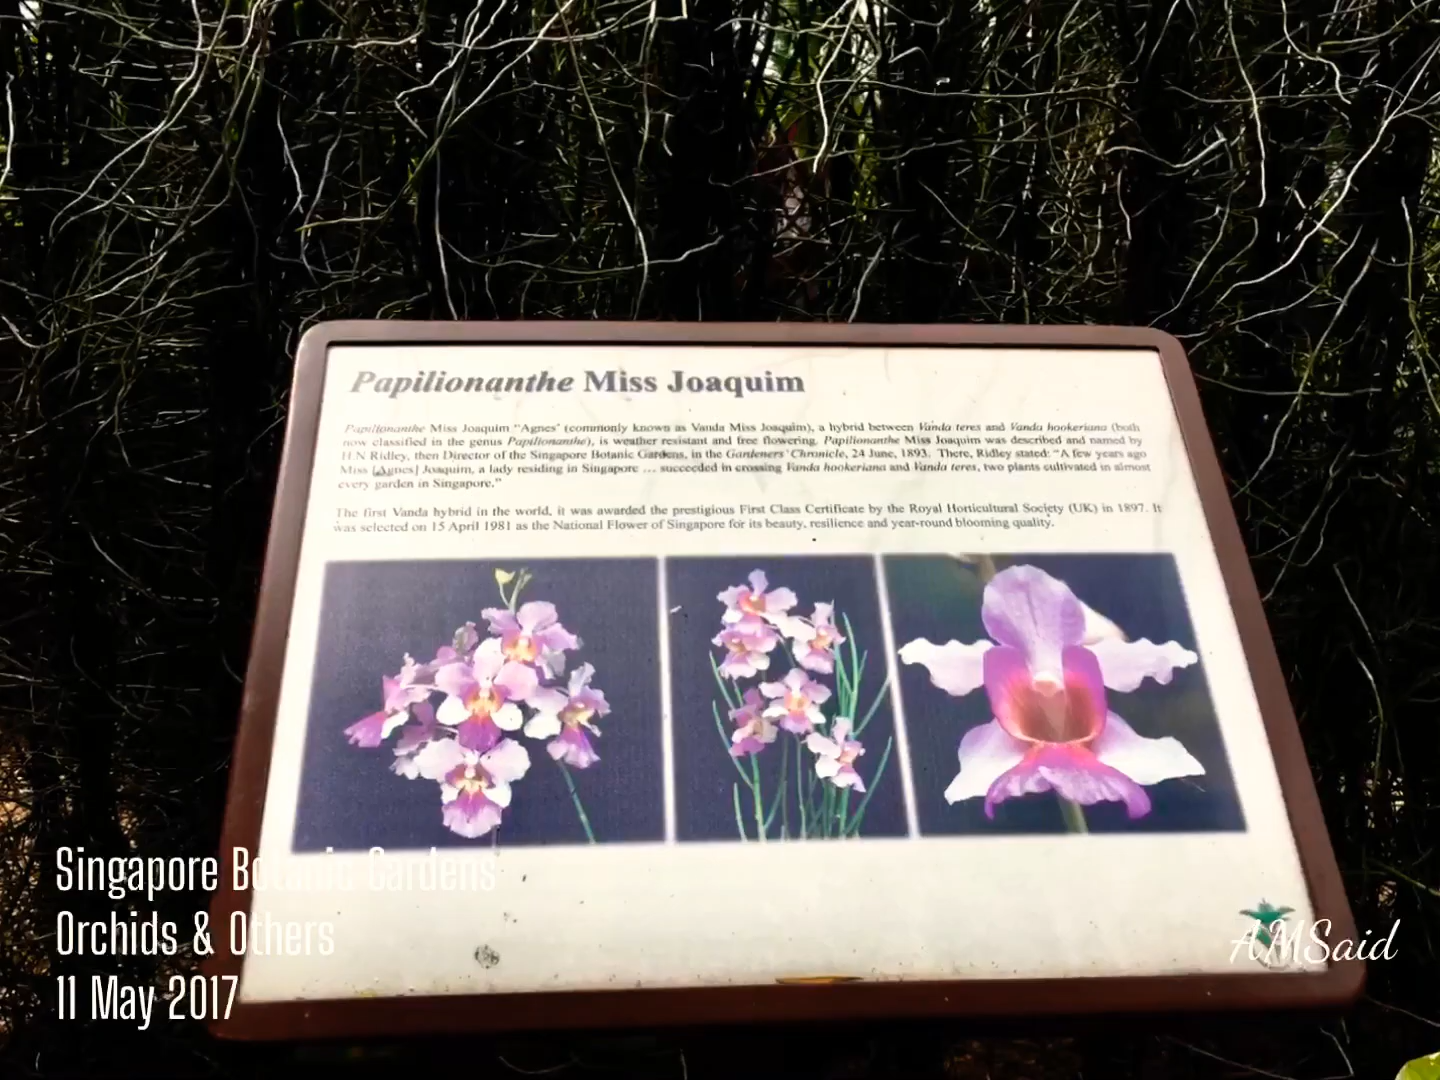 Papilionanthe Miss Joaquim
Papilionanthe Miss Joaquim "Agnes' (commonly known as Vanda Miss Joaquim), a hybrid between Vanda teres and Vanda hookeriana (both
now classified in the genus Papilionanthe), is weather resistant and free flowering. Papilionanthe Miss Joaquim was described and named by
H N Ridley, then Director of the Singapore Botanic Gardens, in the Gardeners' Chronicle, 24 June, 1893. There, Ridley stated: "A few years ago
Miss [Agnes] Joaquim, a lady residing in Singapore ... succeeded in crossing Vanda hookeriana and Vanda teres, two plants cultivated in almost
every garden in Singapore."
The first Vanda hybrid in the world, it was awarded the prestigious First Class Certificate by the Royal Horticultural Society (UK) in 1897. It
was selected on 15 April 1981 as the National Flower of Singapore for its beauty, resilience and year-round blooming quality.
Singapore Botanic Gardens
Orchids & Others
11 May 2017
AMSaid